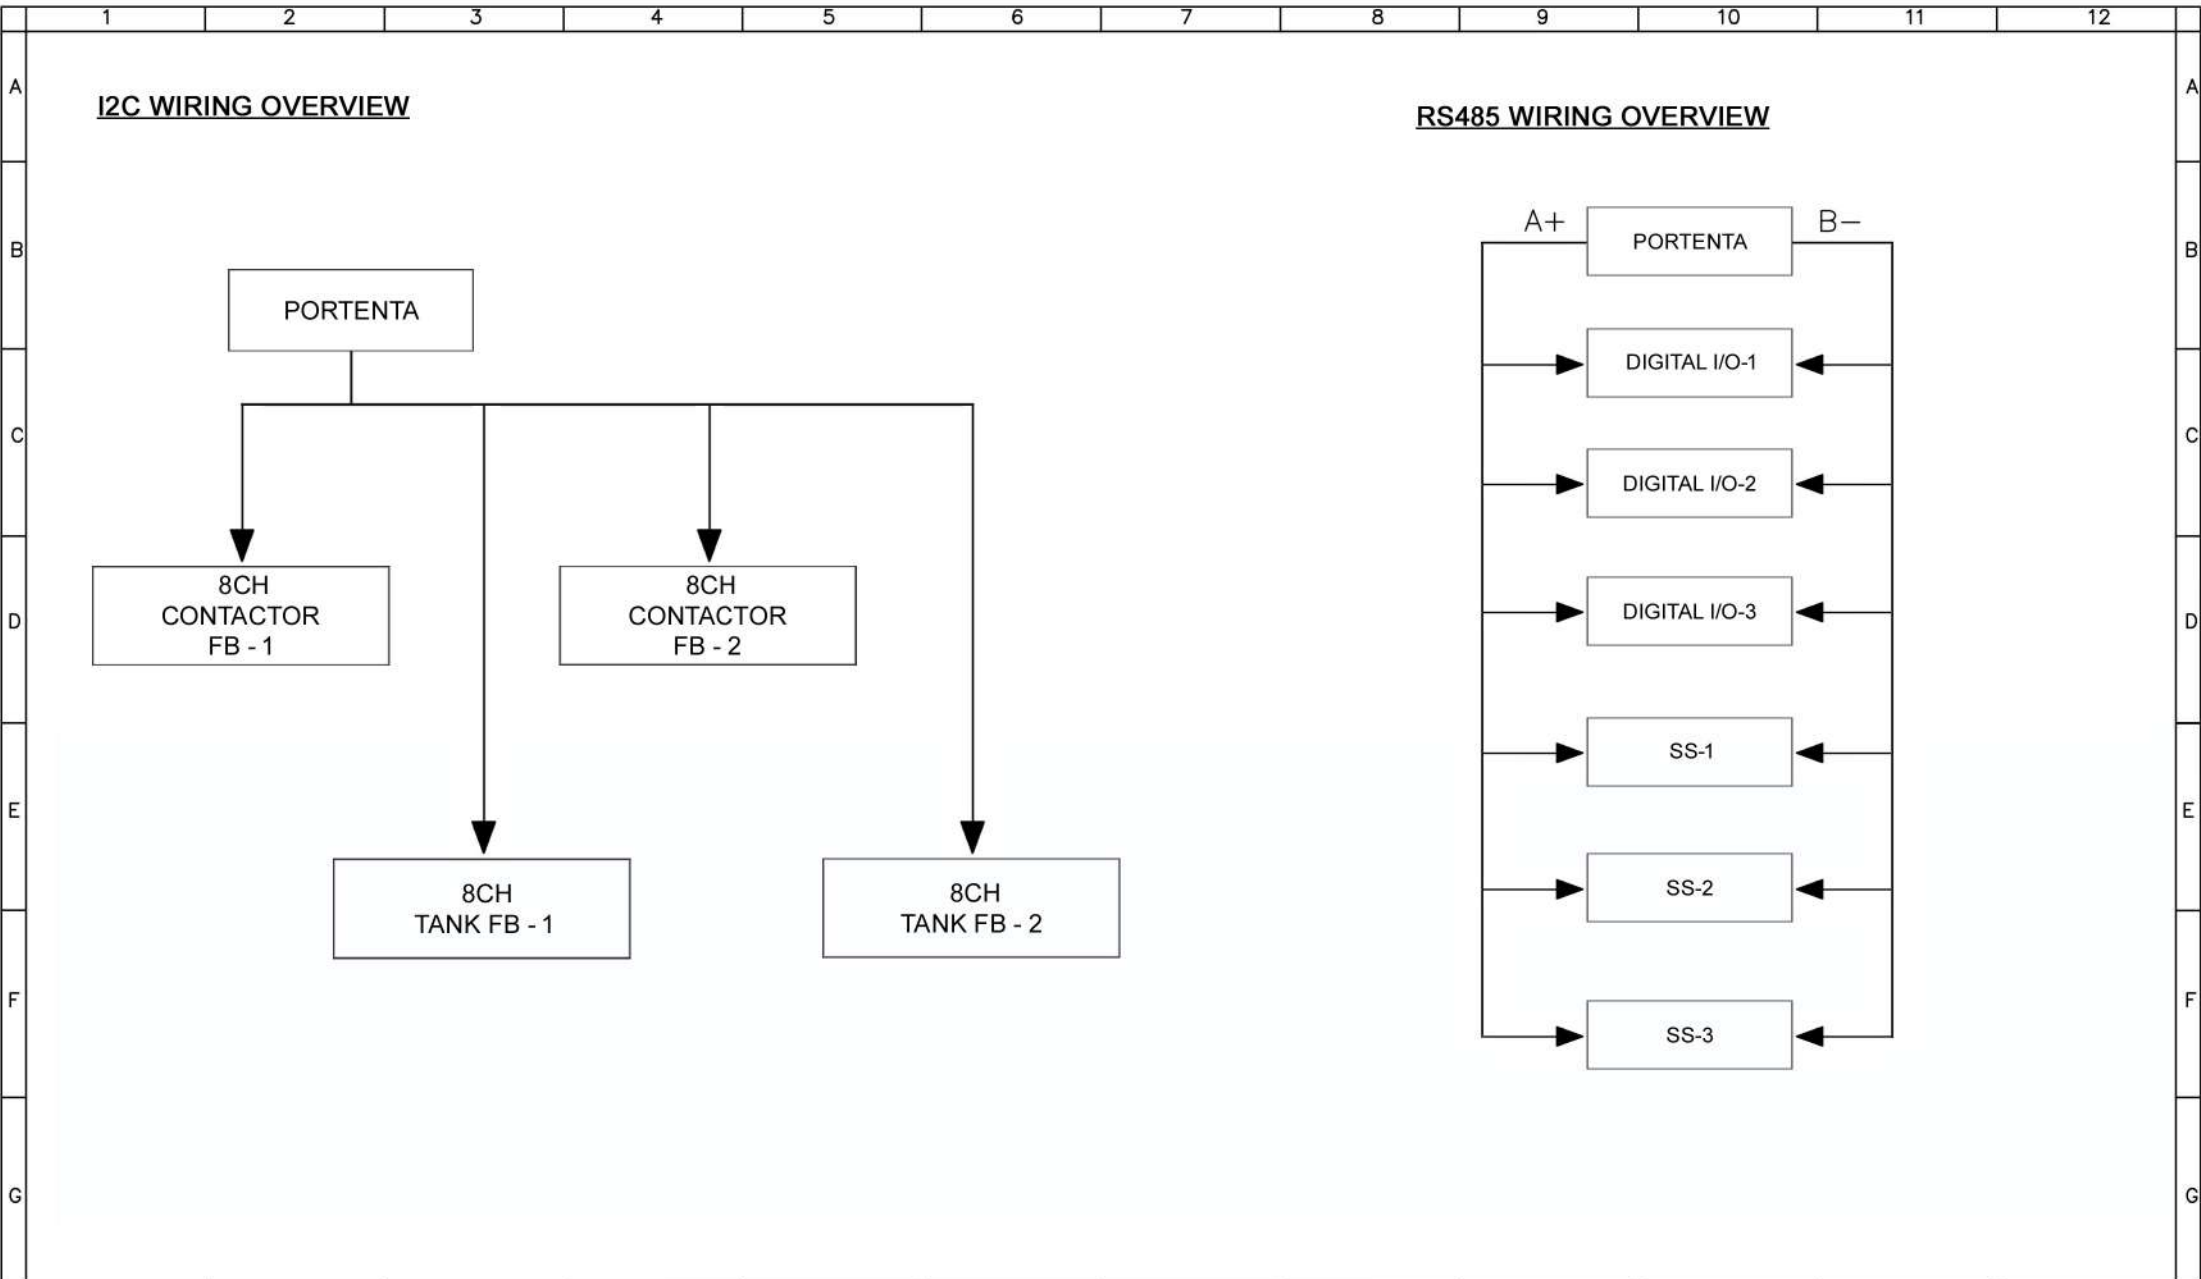 1 2 3 4 5 6 7 8 9 10 11 12
A A
I2C WIRING OVERVIEW
RS485 WIRING OVERVIEW
B B
PORTENTA
8CH
CONTACTOR
FB - 1
8CH
CONTACTOR
FB - 2
8CH
TANK FB - 1
8CH
TANK FB - 2
A+
PORTENTA
B-
DIGITAL I/O-1
DIGITAL I/O-2
DIGITAL I/O-3
SS-1
SS-2
SS-3
C C
D D
E E
F F
G G